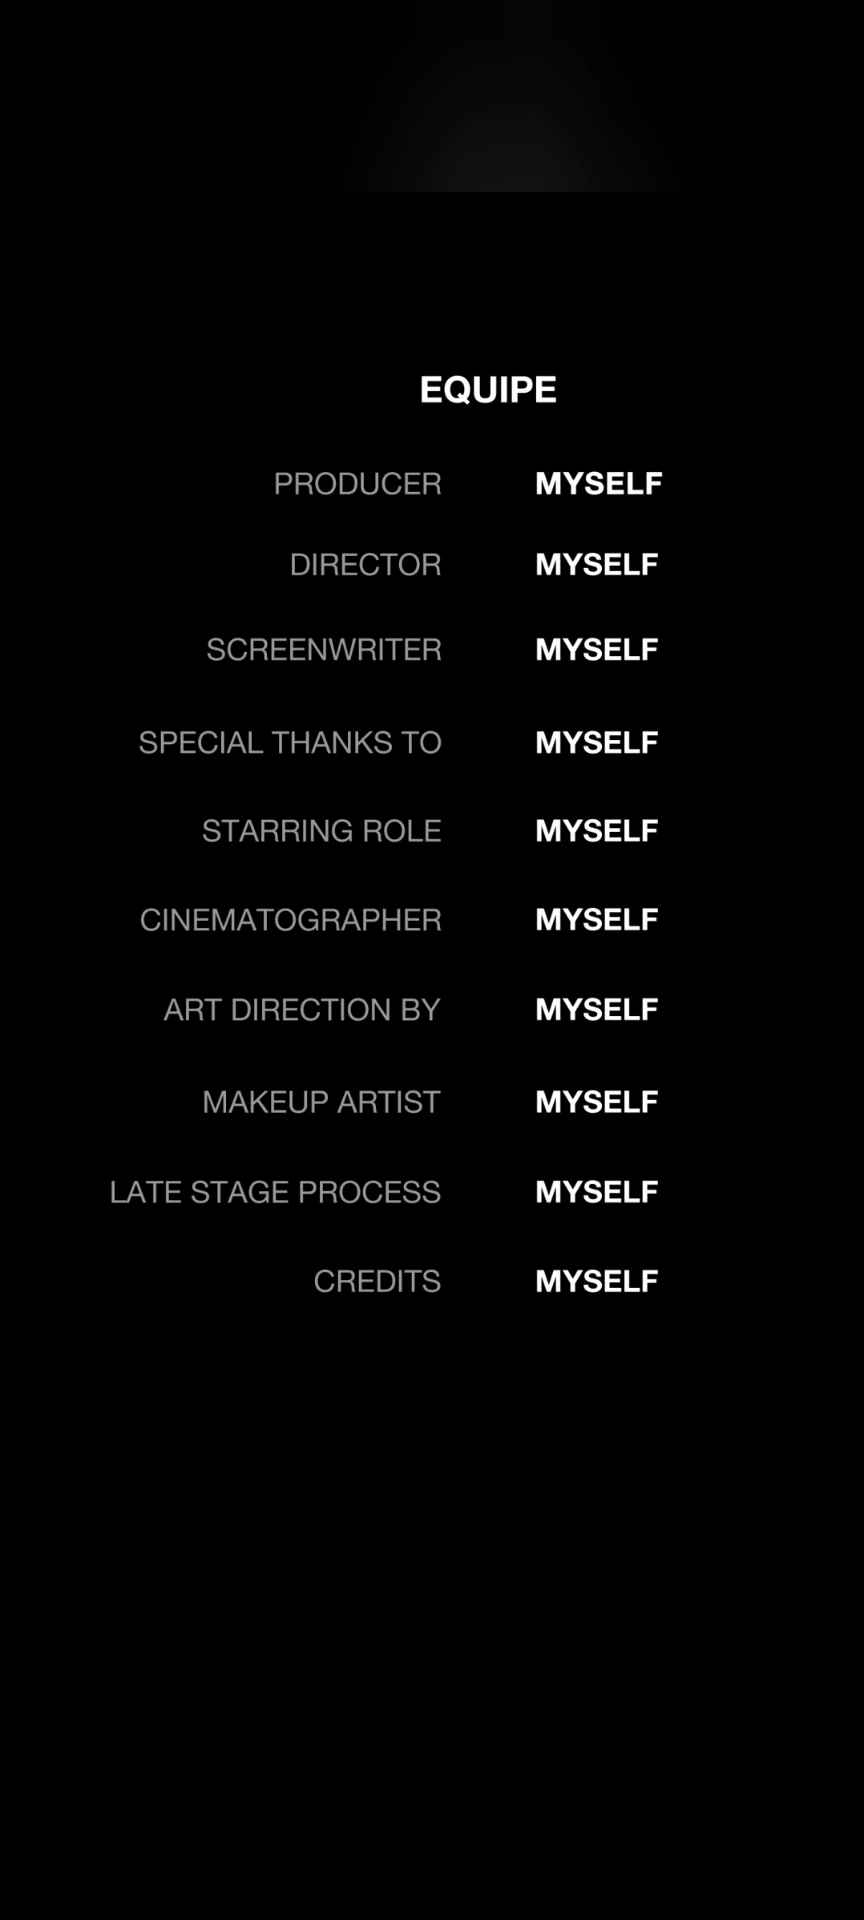 EQUIPE
PRODUCER MYSELF
DIRECTOR MYSELF
SCREENWRITER MYSELF
SPECIAL THANKS TO MYSELF
STARRING ROLE MYSELF
CINEMATOGRAPHER MYSELF
ART DIRECTION BY MYSELF
MAKEUP ARTIST MYSELF
LATE STAGE PROCESS MYSELF
CREDITS MYSELF